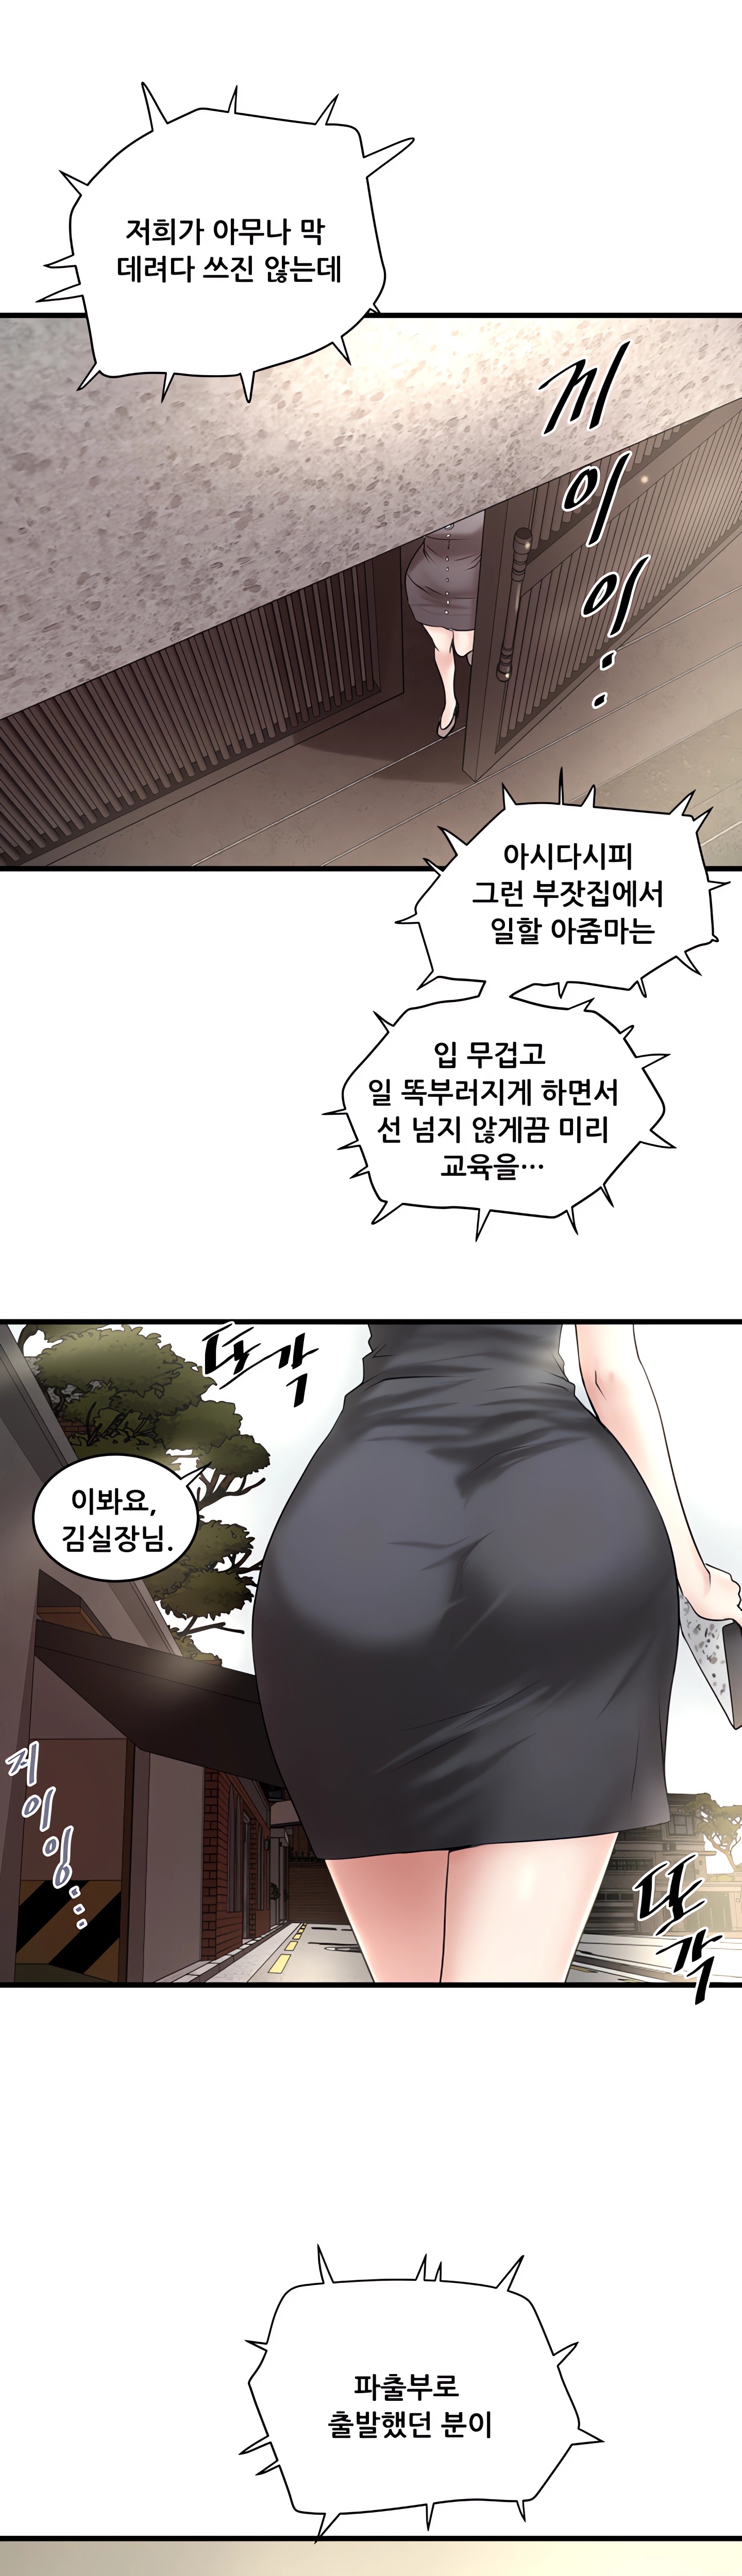 저희가 아무나 막
데려다 쓰진 않는데
끼
이
이
아시다시피
그런 부잣집에서
일할 아줌마는
입 무겁고
일 똑부러지게 하면서
선 넘지 않게끔 미리
교육을…
또각
이봐요,
김실장님.
지
이
잉...
또
각
파출부로
출발했던 분이